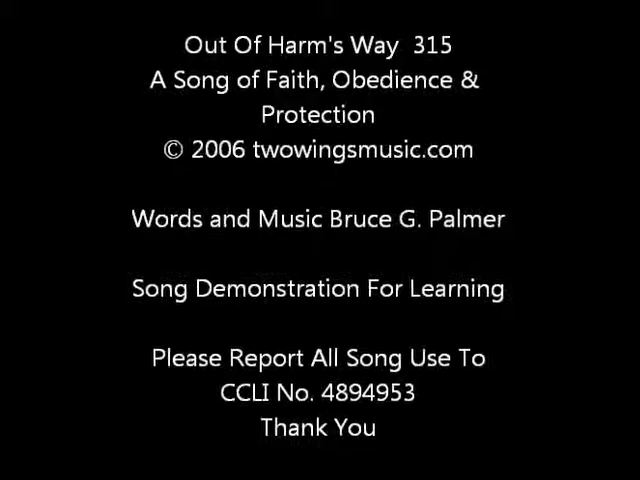 Out Of Harm's Way  315
A Song of Faith, Obedience &
Protection
© 2006 twowingsmusic.com
Words and Music Bruce G. Palmer
Song Demonstration For Learning
Please Report All Song Use To
CCLI No. 4894953
Thank You